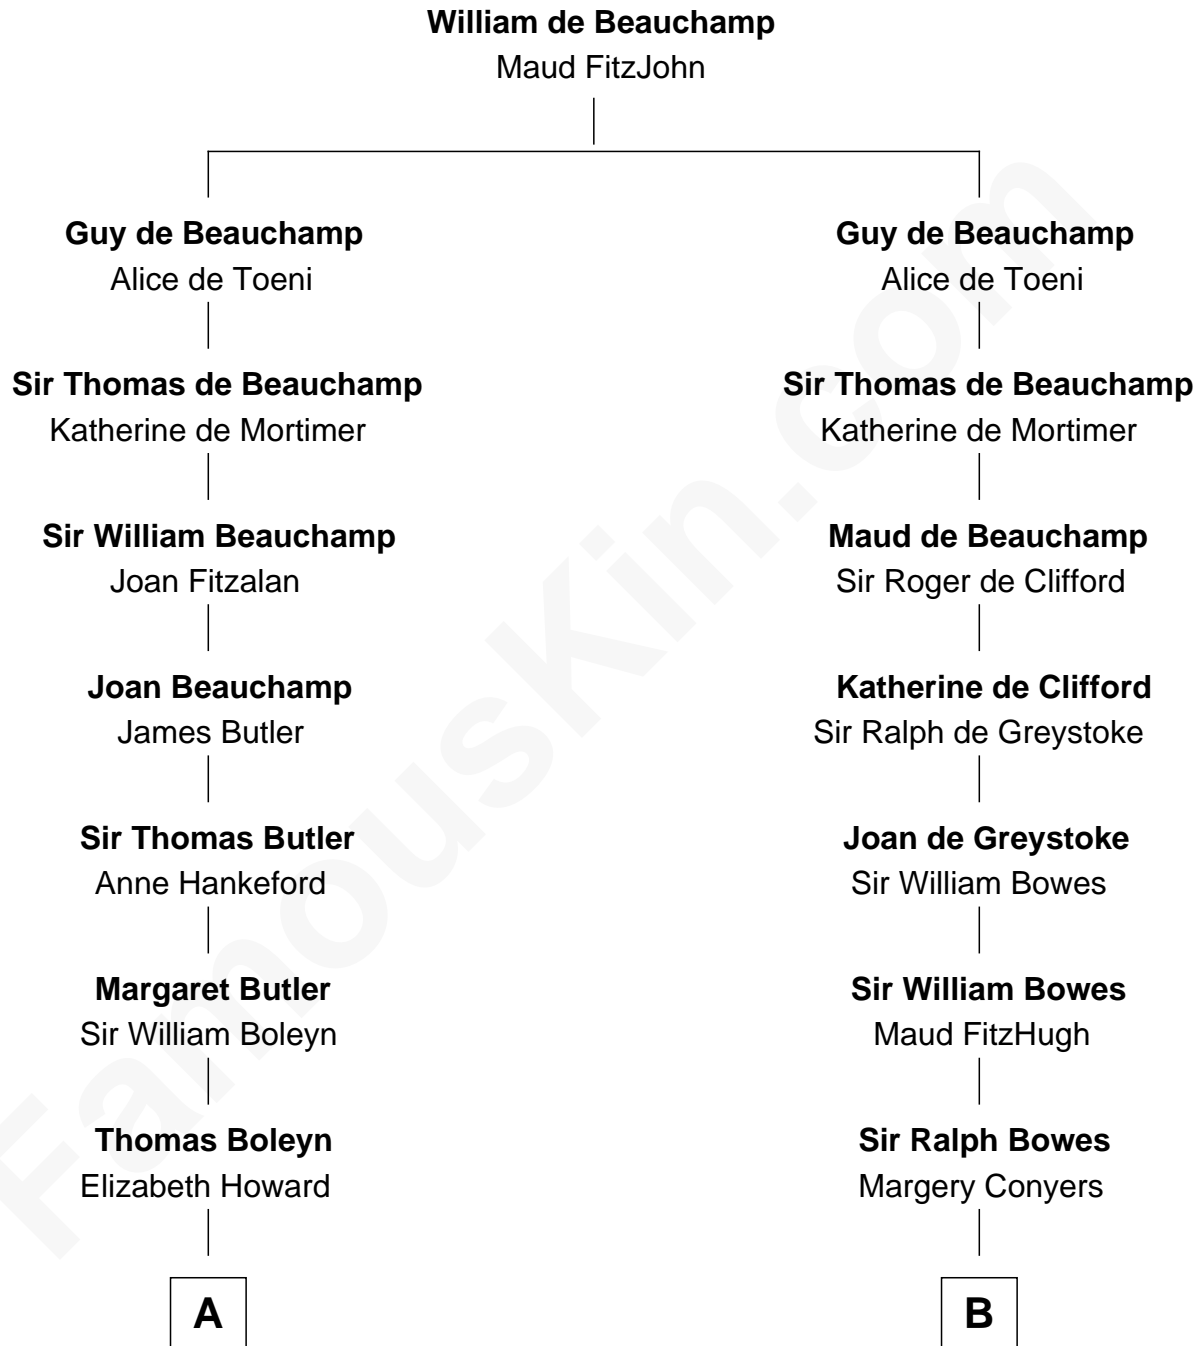 William de Beauchamp
Maud FitzJohn
Guy de Beauchamp
Alice de Toeni
Guy de Beauchamp
Alice de Toeni
Sir Thomas de Beauchamp
Katherine de Mortimer
Sir Thomas de Beauchamp
Katherine de Mortimer
Sir William Beauchamp
Joan Fitzalan
Maud de Beauchamp
Sir Roger de Clifford
Joan Beauchamp
James Butler
Katherine de Clifford
Sir Ralph de Greystoke
Sir Thomas Butler
Anne Hankeford
Joan de Greystoke
Sir William Bowes
Margaret Butler
Sir William Boleyn
Sir William Bowes
Maud FitzHugh
Thomas Boleyn
Elizabeth Howard
Sir Ralph Bowes
Margery Conyers
A
B
FamousKin.com